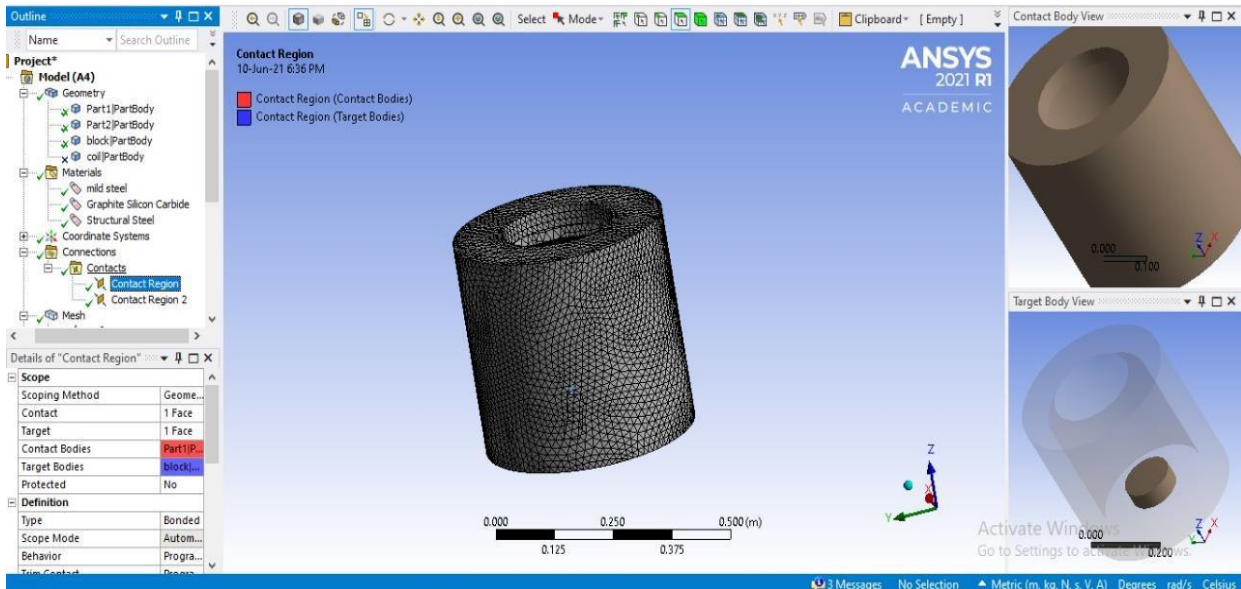 Outline
Name
Search Outline
Project*
Model (A4)
Geometry
Part1|PartBody
Part2|PartBody
block|PartBody
coil|PartBody
Materials
mild steel
Graphite Silicon Carbide
Structural Steel
Coordinate Systems
Connections
Contacts
Contact Region
Contact Region 2
Mesh
Details of "Contact Region"
Scope
Scoping Method Geome...
Contact 1 Face
Target 1 Face
Contact Bodies Part1|P...
Target Bodies block|...
Protected No
Definition
Type Bonded
Scope Mode Autom...
Behavior Progra...
Trim Contact Progra...
Select Mode Clipboard [ Empty ]
Contact Region
10-Jun-21 6:36 PM
Contact Region (Contact Bodies)
Contact Region (Target Bodies)
ANSYS
2021 R1
ACADEMIC
Z
X
Y
0.000 0.250 0.500 (m)
0.125 0.375
Contact Body View
Z X
0.000
0.100
Target Body View
Z X
0.000
0.200
Activate Windows
Go to Settings to activate Windows.
3 Messages No Selection Metric (m, kg, N, s, V, A) Degrees rad/s Celsius